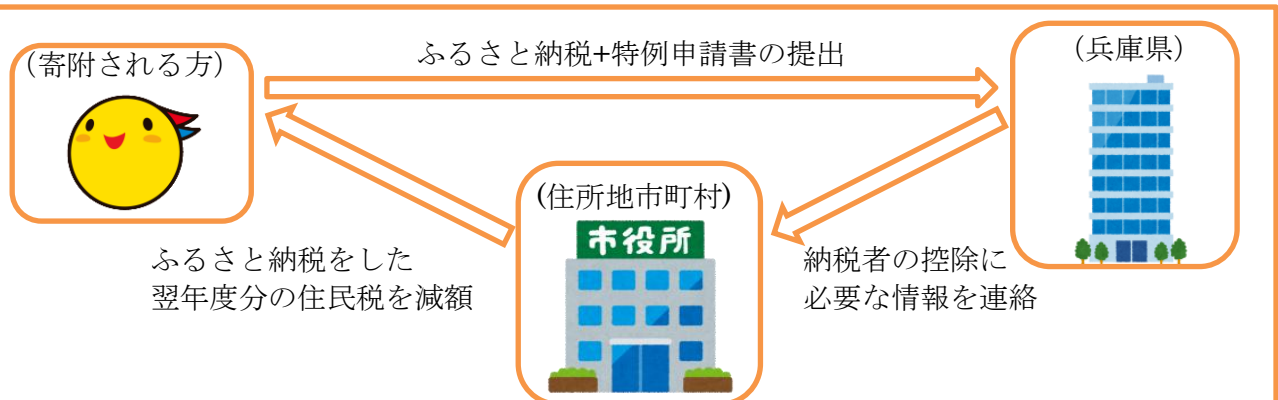 (寄附される方)
ふるさと納税+特例申請書の提出
(兵庫県)
(住所地市町村)
市役所
ふるさと納税をした
翌年度分の住民税を減額
納税者の控除に
必要な情報を連絡